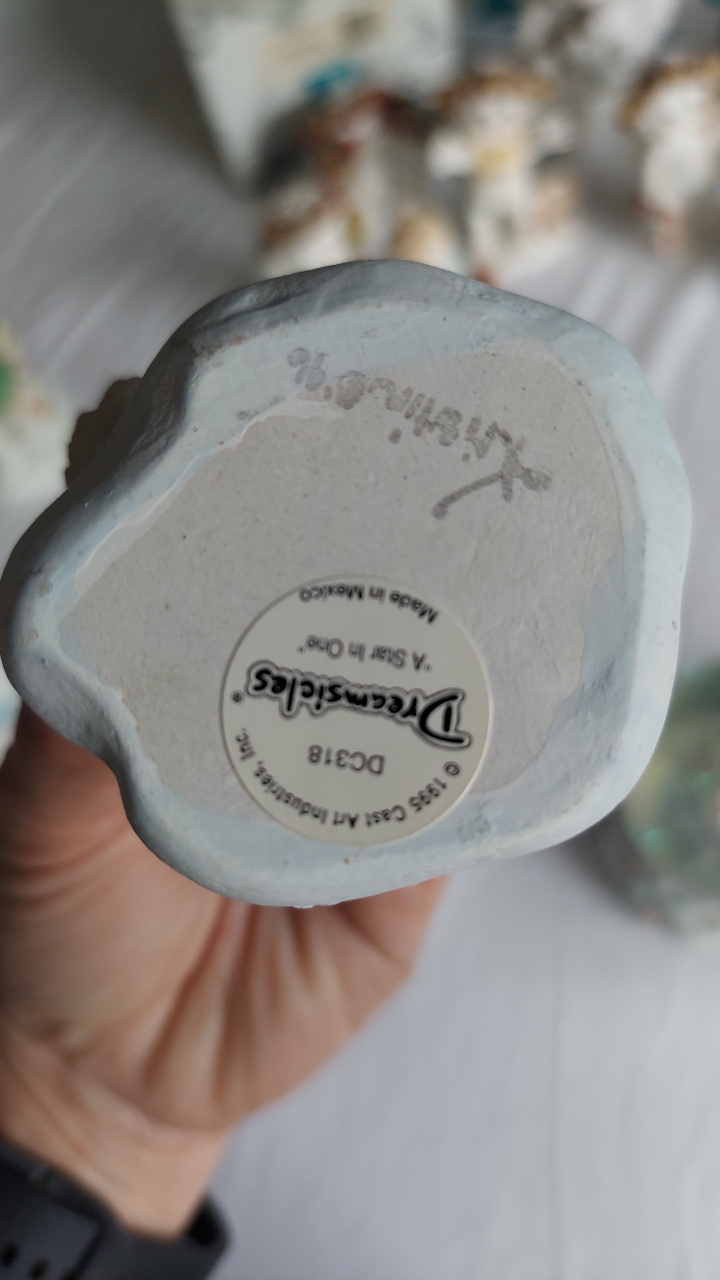 Kristin
© 1995 Cast Art Industries, Inc.
DC318
Dreamsicles®
"A Star In One"
Made in Mexico